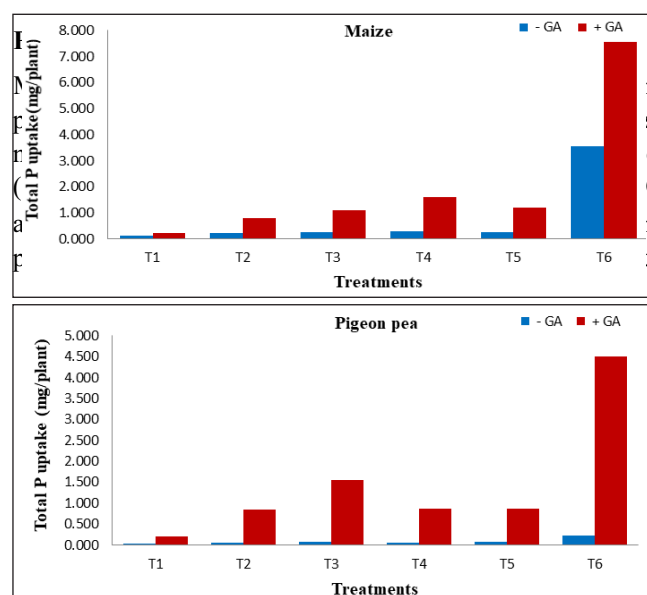 Maize
- GA + GA
Total P uptake(mg/plant)
8.000
7.000
6.000
5.000
4.000
3.000
2.000
1.000
0.000
T1 T2 T3 T4 T5 T6
Treatments
Pigeon pea
- GA + GA
Total P uptake (mg/plant)
5.000
4.500
4.000
3.500
3.000
2.500
2.000
1.500
1.000
0.500
0.000
T1 T2 T3 T4 T5 T6
Treatments